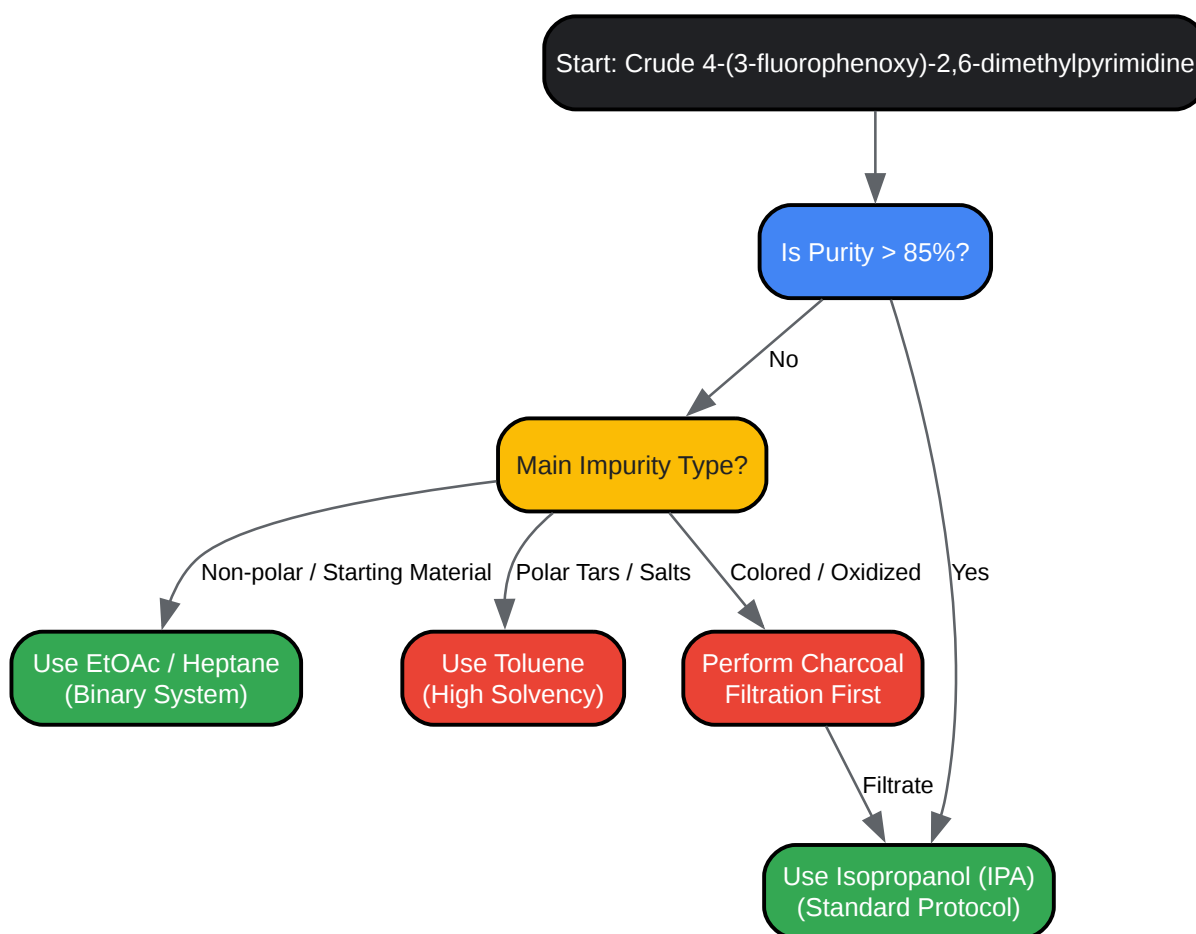 Start: Crude 4-(3-fluorophenoxy)-2,6-dimethylpyrimidine
Is Purity > 85%?
No
Main Impurity Type?
Non-polar / Starting Material
Polar Tars / Salts
Colored / Oxidized
Yes
Use EtOAc / Heptane
(Binary System)
Use Toluene
(High Solvency)
Perform Charcoal
Filtration First
Filtrate
Use Isopropanol (IPA)
(Standard Protocol)